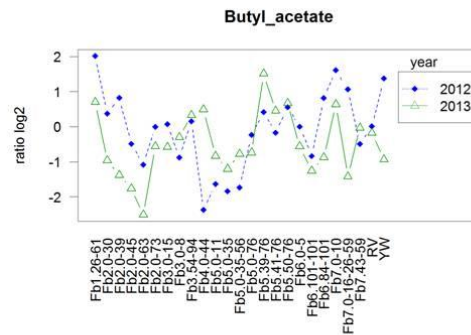 Butyl_acetate
year
2012
2013
ratio log2
2
1
0
-1
-2
Fb1.26-61
Fb2.0-30
Fb2.0-39
Fb2.0-45
Fb2.0-63
Fb2.0-73
Fb3.0-15
Fb3.0-8
Fb3.54-94
Fb4.0-44
Fb5.0-11
Fb5.0-35
Fb5.0-35-56
Fb5.0-76
Fb5.39-76
Fb5.41-76
Fb5.50-76
Fb6.0-5
Fb6.101-101
Fb6.84-101
Fb7.0-10
Fb7.0-16-26-59
Fb7.43-59
RV
YW